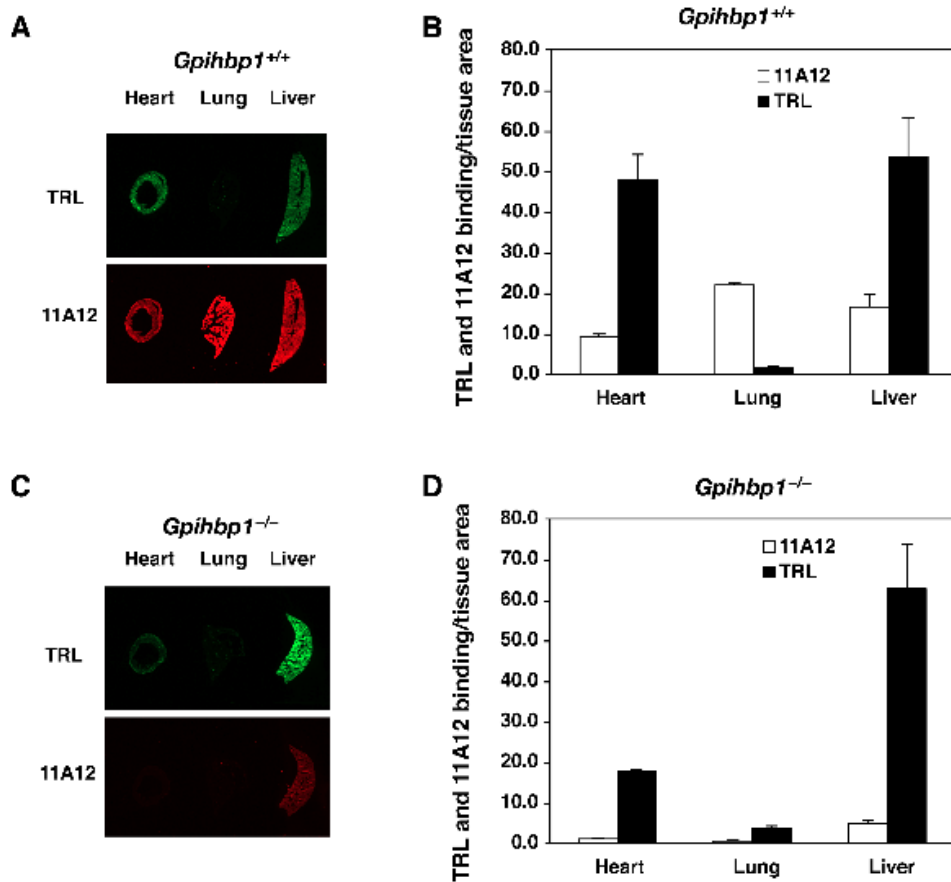 A
Gpihbp1+/+
Heart Lung Liver
TRL
11A12
B
Gpihbp1+/+
TRL and 11A12 binding/tissue area
80.0
70.0
60.0
50.0
40.0
30.0
20.0
10.0
0.0
11A12
TRL
Heart Lung Liver
C
Gpihbp1–/–
Heart Lung Liver
TRL
11A12
D
Gpihbp1–/–
TRL and 11A12 binding/tissue area
80.0
70.0
60.0
50.0
40.0
30.0
20.0
10.0
0.0
11A12
TRL
Heart Lung Liver